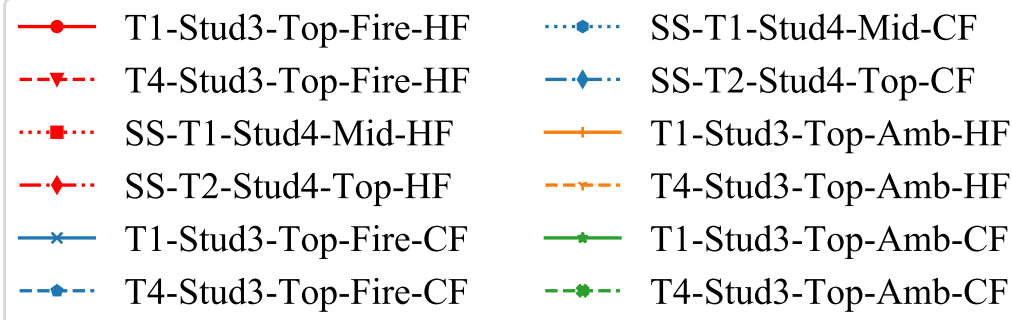 T1-Stud3-Top-Fire-HF
T4-Stud3-Top-Fire-HF
SS-T1-Stud4-Mid-HF
SS-T2-Stud4-Top-HF
T1-Stud3-Top-Fire-CF
T4-Stud3-Top-Fire-CF
SS-T1-Stud4-Mid-CF
SS-T2-Stud4-Top-CF
T1-Stud3-Top-Amb-HF
T4-Stud3-Top-Amb-HF
T1-Stud3-Top-Amb-CF
T4-Stud3-Top-Amb-CF